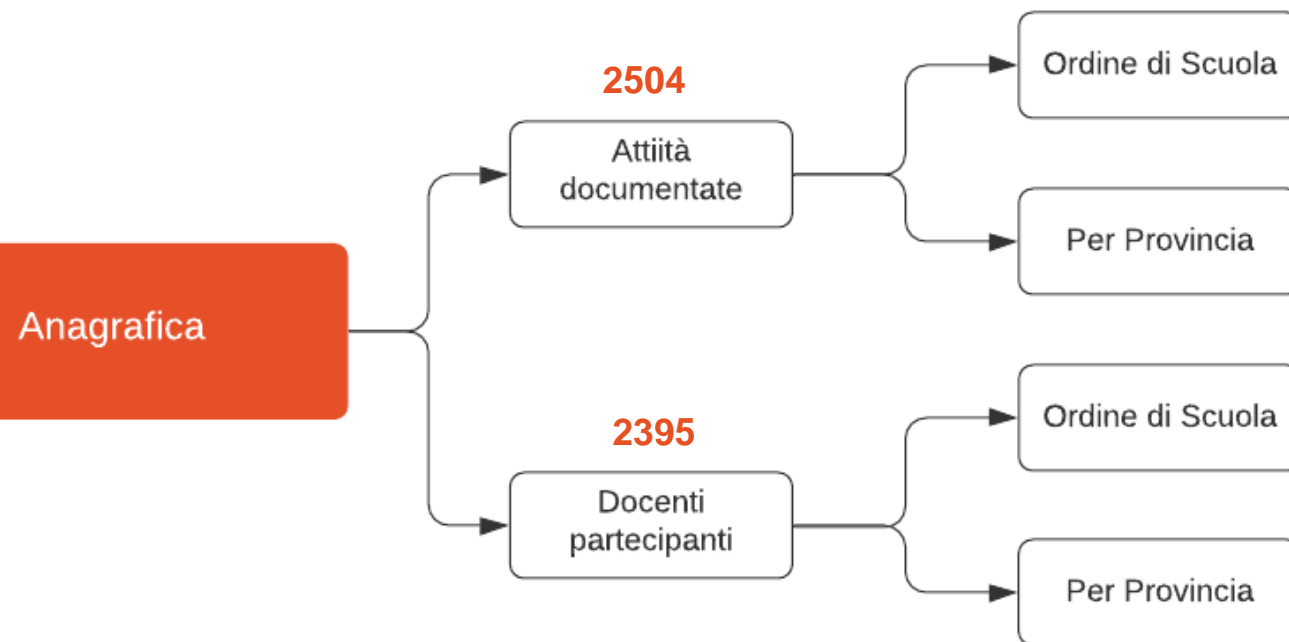 Anagrafica
2504
Attiità
documentate
Ordine di Scuola
Per Provincia
2395
Docenti
partecipanti
Ordine di Scuola
Per Provincia